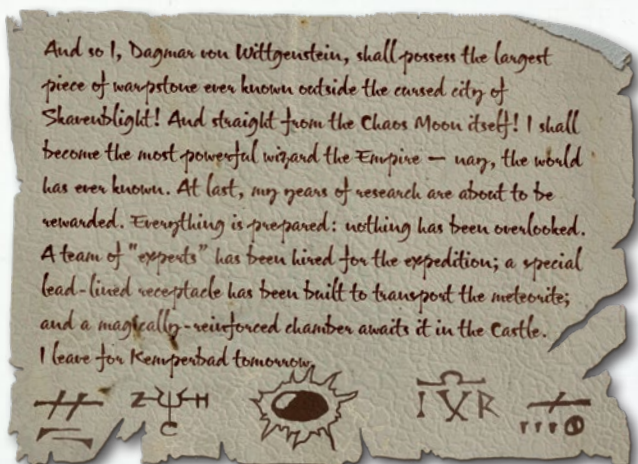 And so I, Dagmar von Wittgenstein, shall possess the largest
piece of warpstone ever known outside the cursed city of
Skavenblight! And straight from the Chaos Moon itself! I shall
become the most powerful wizard the Empire — nay, the world
has ever known. At last, my years of research are about to be
rewarded. Everything is prepared: nothing has been overlooked.
A team of "experts" has been hired for the expedition; a special
lead-lined receptacle has been built to transport the meteorite;
and a magically-reinforced chamber awaits it in the Castle.
I leave for Kemperbad tomorrow.